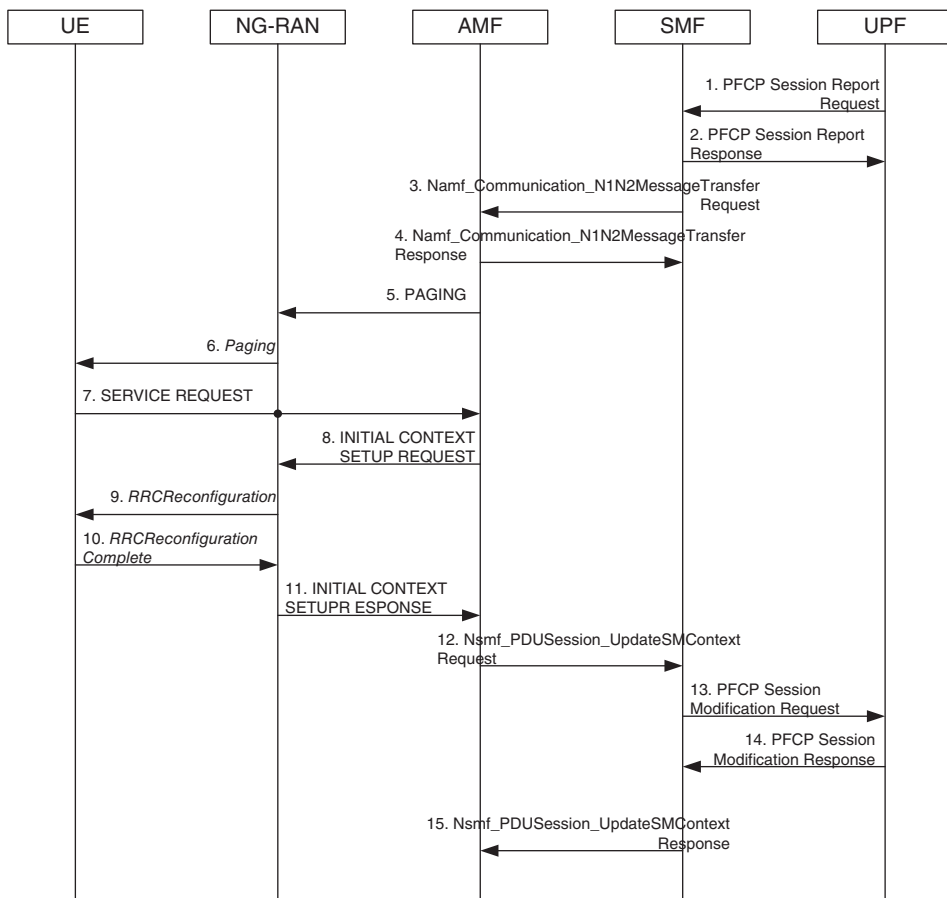 UE
NG-RAN
AMF
SMF
UPF
1. PFCP Session Report
Request
2. PFCP Session Report
Response
3. Namf_Communication_N1N2MessageTransfer
Request
4. Namf_Communication_N1N2MessageTransfer
Response
5. PAGING
6. Paging
7. SERVICE REQUEST
8. INITIAL CONTEXT
SETUP REQUEST
9. RRCReconfiguration
10. RRCReconfiguration
Complete
11. INITIAL CONTEXT
SETUPR ESPONSE
12. Nsmf_PDUSession_UpdateSMContext
Request
13. PFCP Session
Modification Request
14. PFCP Session
Modification Response
15. Nsmf_PDUSession_UpdateSMContext
Response